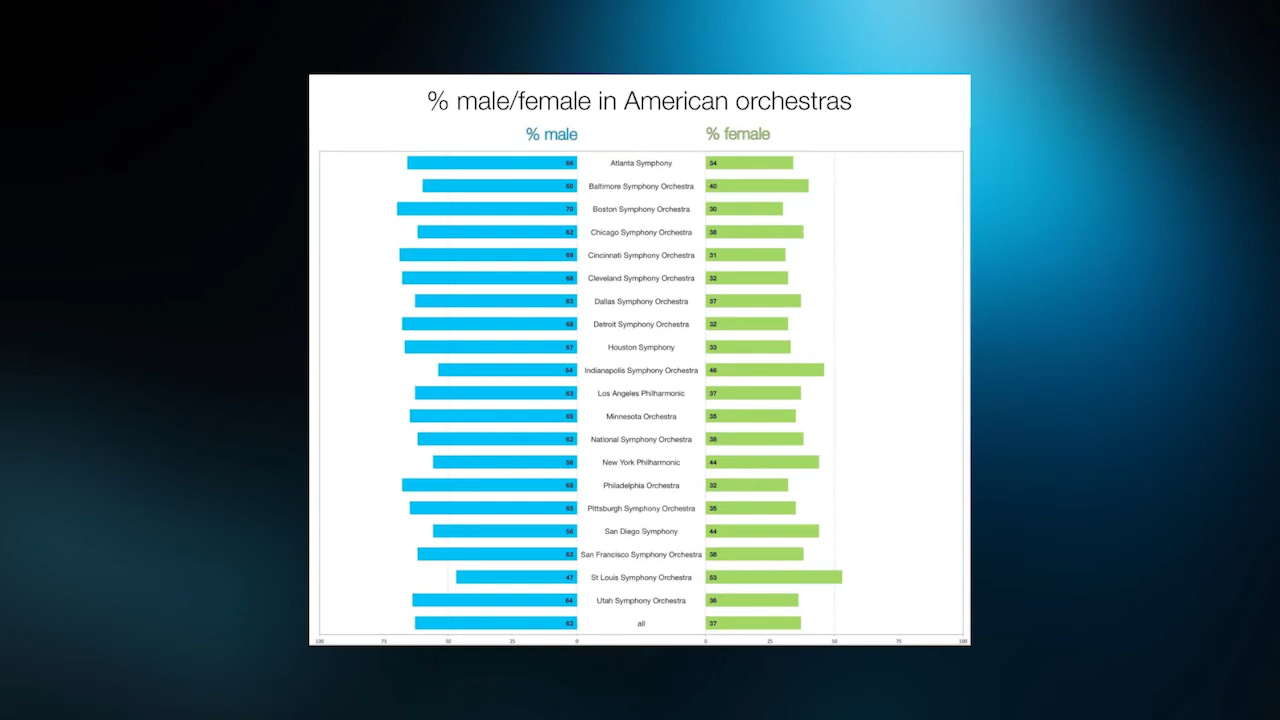 % male/female in American orchestras
% male % female
66 Atlanta Symphony 34
60 Baltimore Symphony Orchestra 40
70 Boston Symphony Orchestra 30
62 Chicago Symphony Orchestra 38
69 Cincinnati Symphony Orchestra 31
68 Cleveland Symphony Orchestra 32
63 Dallas Symphony Orchestra 37
68 Detroit Symphony Orchestra 32
67 Houston Symphony 33
54 Indianapolis Symphony Orchestra 46
63 Los Angeles Philharmonic 37
65 Minnesota Orchestra 35
62 National Symphony Orchestra 38
56 New York Philharmonic 44
68 Philadelphia Orchestra 32
65 Pittsburgh Symphony Orchestra 35
56 San Diego Symphony 44
62 San Francisco Symphony Orchestra 38
47 St Louis Symphony Orchestra 53
64 Utah Symphony Orchestra 36
63 all 37
100 75 50 25 0 0 25 50 75 100